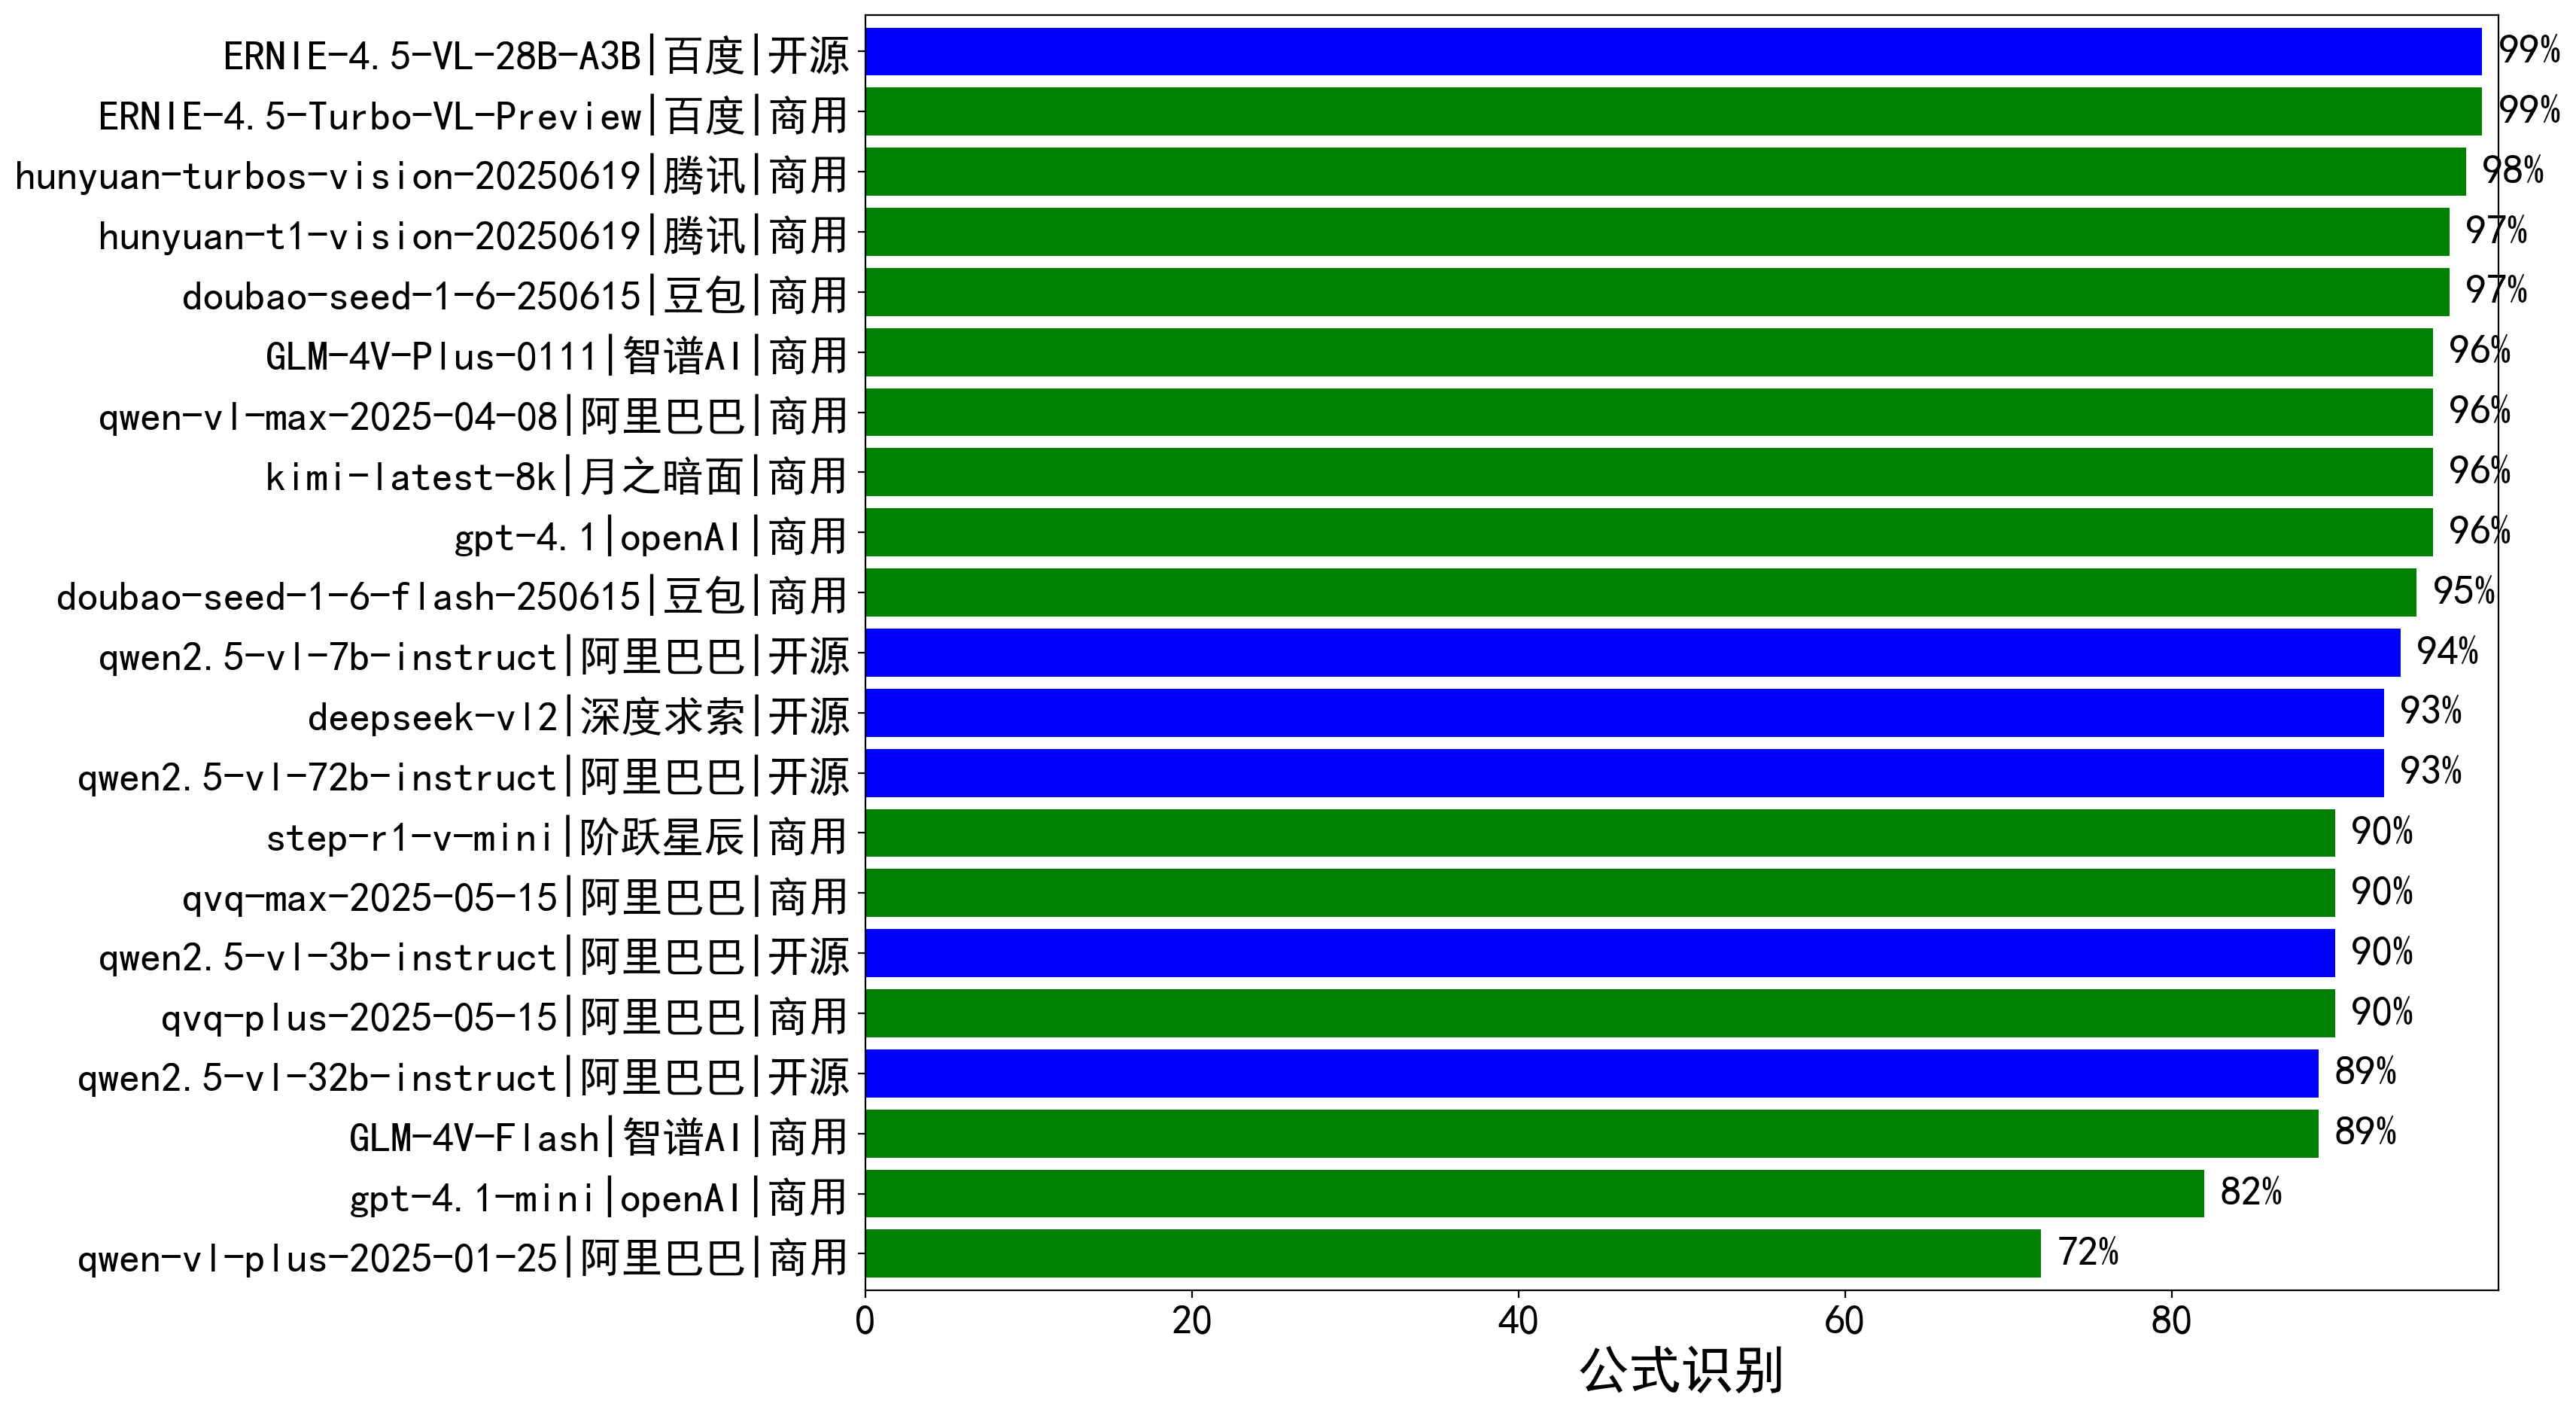 ERNIE-4.5-VL-28B-A3B|百度|开源 99%
ERNIE-4.5-Turbo-VL-Preview|百度|商用 99%
hunyuan-turbos-vision-20250619|腾讯|商用 98%
hunyuan-t1-vision-20250619|腾讯|商用 97%
doubao-seed-1-6-250615|豆包|商用 97%
GLM-4V-Plus-0111|智谱AI|商用 96%
qwen-vl-max-2025-04-08|阿里巴巴|商用 96%
kimi-latest-8k|月之暗面|商用 96%
gpt-4.1|openAI|商用 96%
doubao-seed-1-6-flash-250615|豆包|商用 95%
qwen2.5-vl-7b-instruct|阿里巴巴|开源 94%
deepseek-vl2|深度求索|开源 93%
qwen2.5-vl-72b-instruct|阿里巴巴|开源 93%
step-r1-v-mini|阶跃星辰|商用 90%
qvq-max-2025-05-15|阿里巴巴|商用 90%
qwen2.5-vl-3b-instruct|阿里巴巴|开源 90%
qvq-plus-2025-05-15|阿里巴巴|商用 90%
qwen2.5-vl-32b-instruct|阿里巴巴|开源 89%
GLM-4V-Flash|智谱AI|商用 89%
gpt-4.1-mini|openAI|商用 82%
qwen-vl-plus-2025-01-25|阿里巴巴|商用 72%
0 20 40 60 80
公式识别